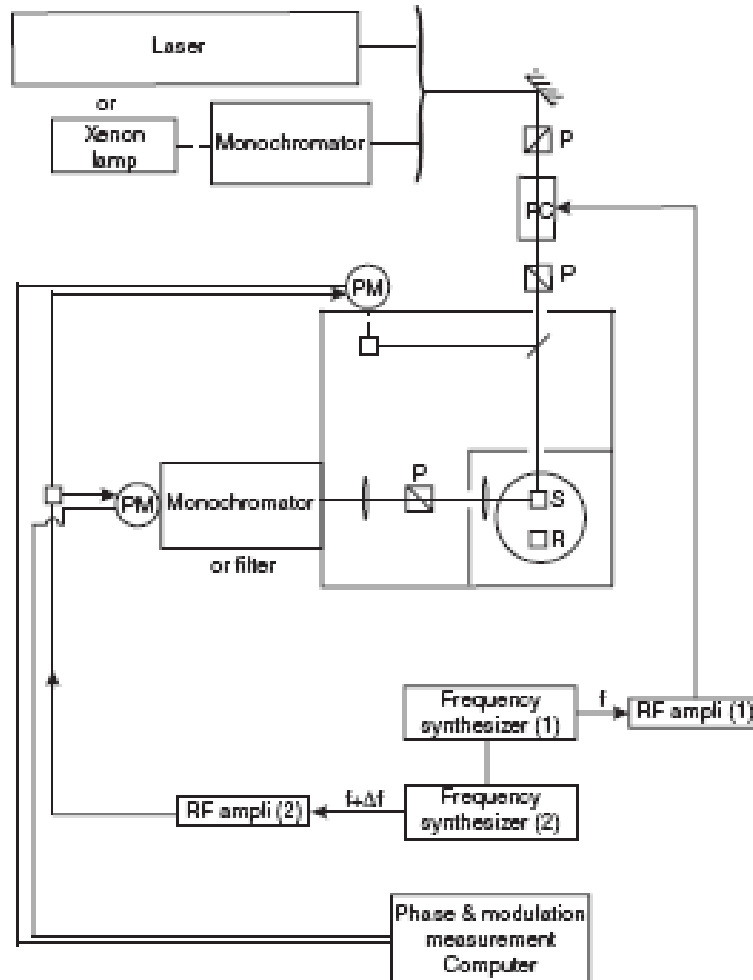 Laser
or
Xenon
lamp
Monochromator
P
PC
P
PM
P
PM
Monochromator
or filter
S
R
Frequency
synthesizer (1)
f
RF ampli (1)
RF ampli (2)
f+Δf
Frequency
synthesizer (2)
Phase & modulation
measurement
Computer